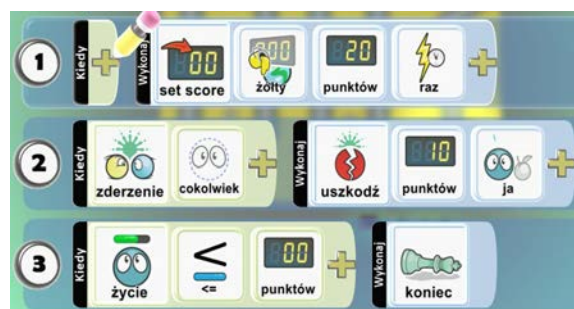 1 Kiedy Wykonaj 00 set score 000 żółty 20 punktów raz
2 Kiedy zderzenie cokolwiek Wykonaj uszkodź 10 punktów ja
3 Kiedy życie < <= 00 punktów Wykonaj koniec